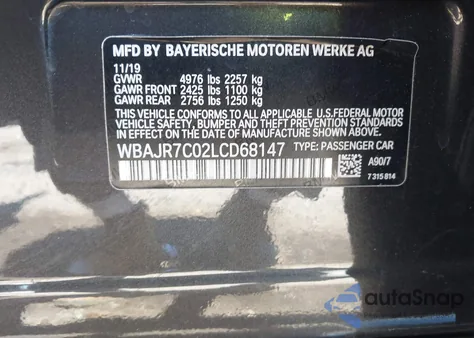 MFD BY BAYERISCHE MOTOREN WERKE AG
11/19
GVWR 4976 lbs 2257 kg
GAWR FRONT 2425 lbs 1100 kg
GAWR REAR 2756 lbs 1250 kg
THIS VEHICLE CONFORMS TO ALL APPLICABLE U.S.FEDERAL MOTOR
VEHICLE SAFETY, BUMPER AND THEFT PREVENTION STANDARDS
IN EFFECT ON THE DATE OF MANUFACTURE SHOWN ABOVE.
WBAJR7C02LCD68147 TYPE: PASSENGER CAR
A90/7
7315814
autoSnap